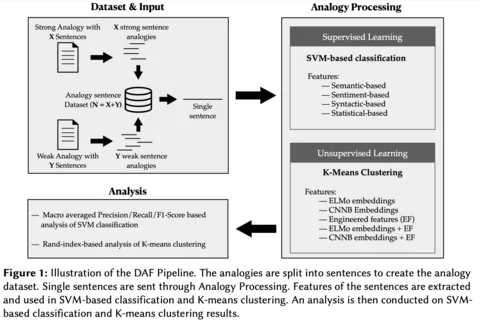 Dataset & Input
Strong Analogy with
X Sentences
X strong sentence
analogies
Analogy sentence
Dataset (N = X+Y)
Single
sentence
Weak Analogy with
Y Sentences
Y weak sentence
analogies
Analogy Processing
Supervised Learning
SVM-based classification
Features:
— Semantic-based
— Sentiment-based
— Syntactic-based
— Statistical-based
Unsupervised Learning
K-Means Clustering
Features:
— ELMo embeddings
— CNNB Embeddings
— Engineered features (EF)
— ELMo embeddings + EF
— CNNB embeddings + EF
Analysis
— Macro averaged Precision/Recall/F1-Score based
analysis of SVM classification
— Rand-index-based analysis of K-means clustering
Figure 1: Illustration of the DAF Pipeline. The analogies are split into sentences to create the analogy
dataset. Single sentences are sent through Analogy Processing. Features of the sentences are extracted
and used in SVM-based classification and K-means clustering. An analysis is then conducted on SVM-
based classification and K-means clustering results.